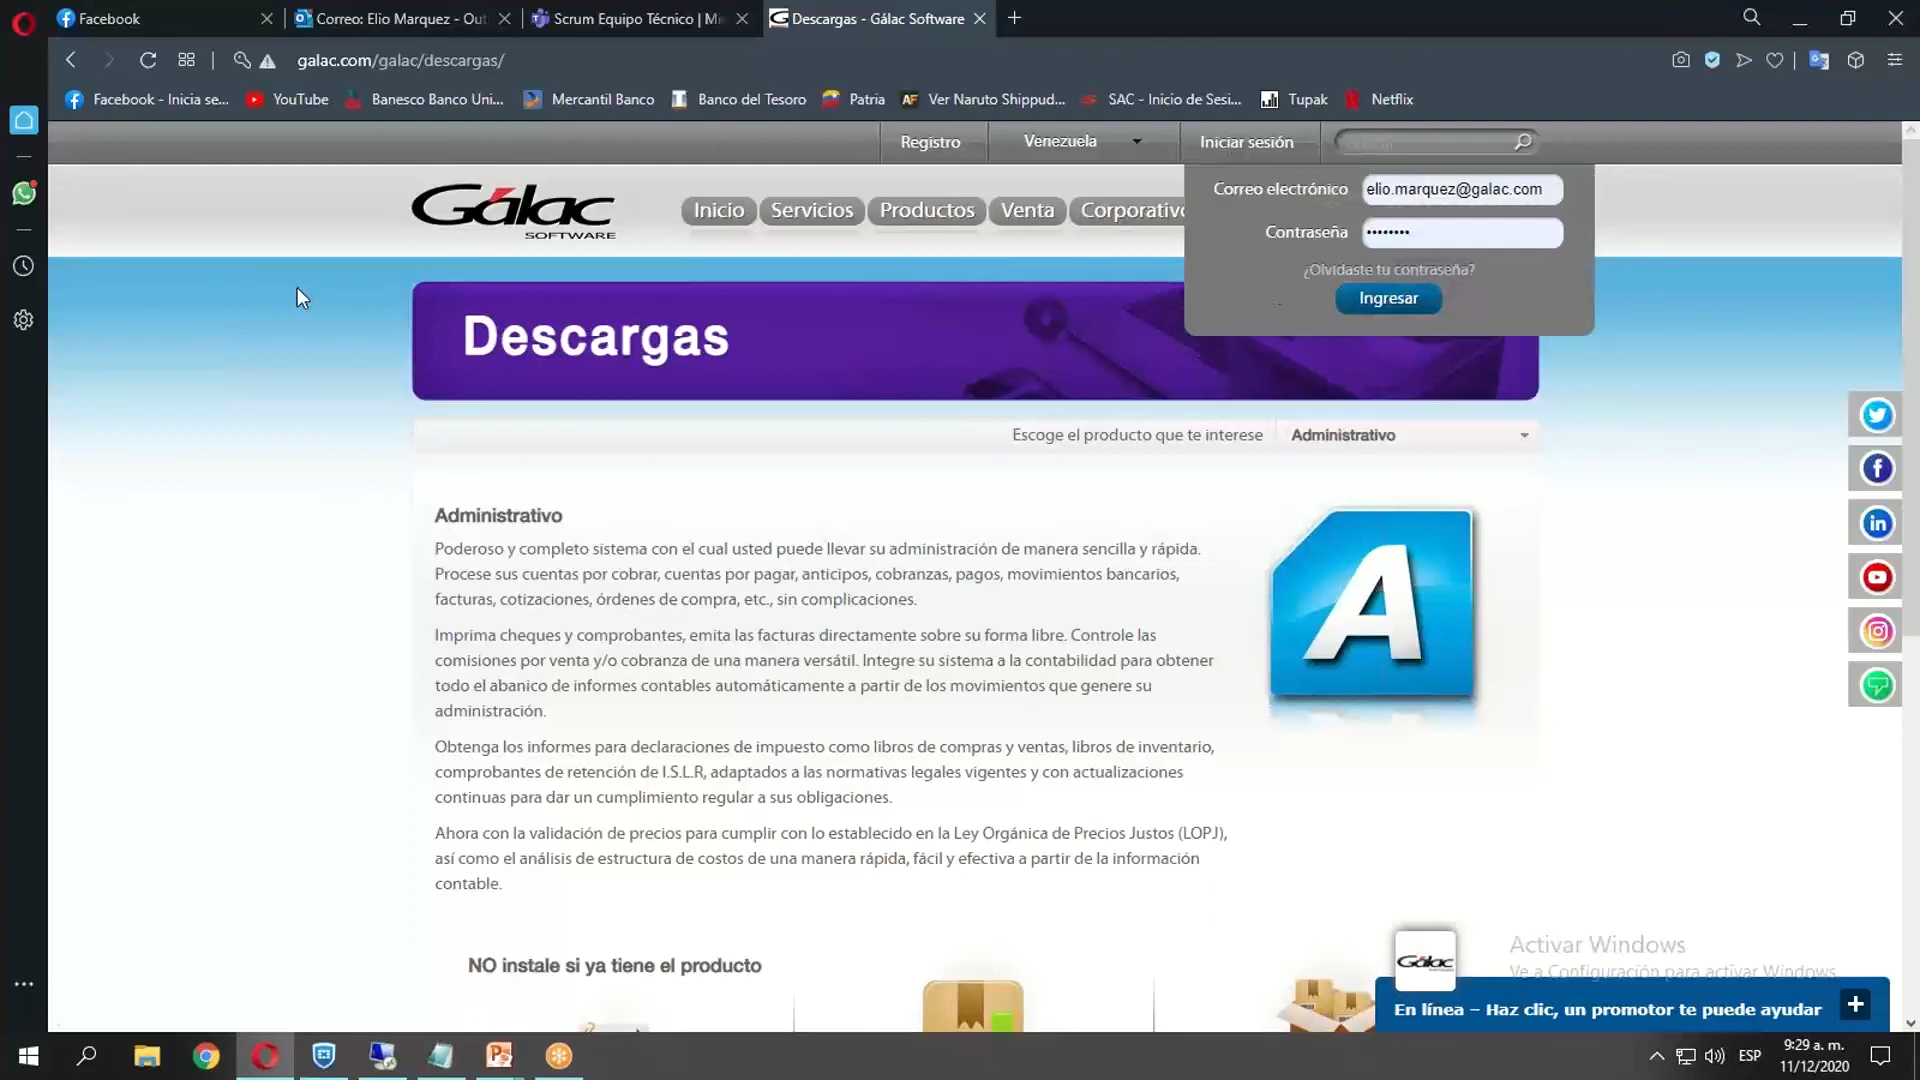 Facebook
Correo: Elio Marquez - Out
Scrum Equipo Técnico | Mi
Descargas - Gálac Software
galac.com/galac/descargas/
Facebook - Inicia se...
YouTube
Banesco Banco Uni...
Mercantil Banco
Banco del Tesoro
Patria
AF
Ver Naruto Shippud...
SAC - Inicio de Sesi...
Tupak
Netflix
Registro
Venezuela
Iniciar sesión
Gálac
SOFTWARE
Inicio
Servicios
Productos
Venta
Corporativo
Correo electrónico
elio.marquez@galac.com
Contraseña
••••••••
¿Olvidaste tu contraseña?
Ingresar
Descargas
Escoge el producto que te interese
Administrativo
Administrativo
Poderoso y completo sistema con el cual usted puede llevar su administración de manera sencilla y rápida.
Procese sus cuentas por cobrar, cuentas por pagar, anticipos, cobranzas, pagos, movimientos bancarios,
facturas, cotizaciones, órdenes de compra, etc., sin complicaciones.
Imprima cheques y comprobantes, emita las facturas directamente sobre su forma libre. Controle las
comisiones por venta y/o cobranza de una manera versátil. Integre su sistema a la contabilidad para obtener
todo el abanico de informes contables automáticamente a partir de los movimientos que genere su
administración.
Obtenga los informes para declaraciones de impuesto como libros de compras y ventas, libros de inventario,
comprobantes de retención de I.S.L.R, adaptados a las normativas legales vigentes y con actualizaciones
continuas para dar un cumplimiento regular a sus obligaciones.
Ahora con la validación de precios para cumplir con lo establecido en la Ley Orgánica de Precios Justos (LOPJ),
así como el análisis de estructura de costos de una manera rápida, fácil y efectiva a partir de la información
contable.
A
NO instale si ya tiene el producto
Gálac
Activar Windows
Ve a Configuración para activar Windows.
En línea – Haz clic, un promotor te puede ayudar
ESP
9:29 a. m.
11/12/2020